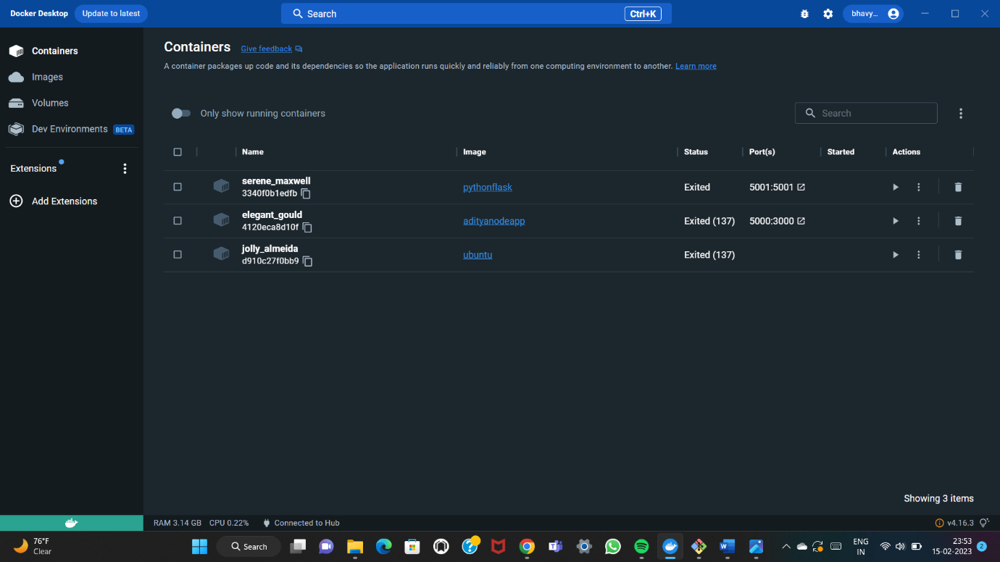 Docker Desktop Update to latest Search Ctrl+K bhavy...
Containers
Images
Volumes
Dev Environments BETA
Extensions
Add Extensions
Containers Give feedback
A container packages up code and its dependencies so the application runs quickly and reliably from one computing environment to another. Learn more
Only show running containers Search
Name Image Status Port(s) Started Actions
serene_maxwell
3340f0b1edfb pythonflask Exited 5001:5001
elegant_gould
4120eca8d10f adityanodeapp Exited (137) 5000:3000
jolly_almeida
d910c27f0bb9 ubuntu Exited (137)
Showing 3 items
RAM 3.14 GB CPU 0.22% Connected to Hub v4.16.3
76°F
Clear
Search
ENG
IN
23:53
15-02-2023
2